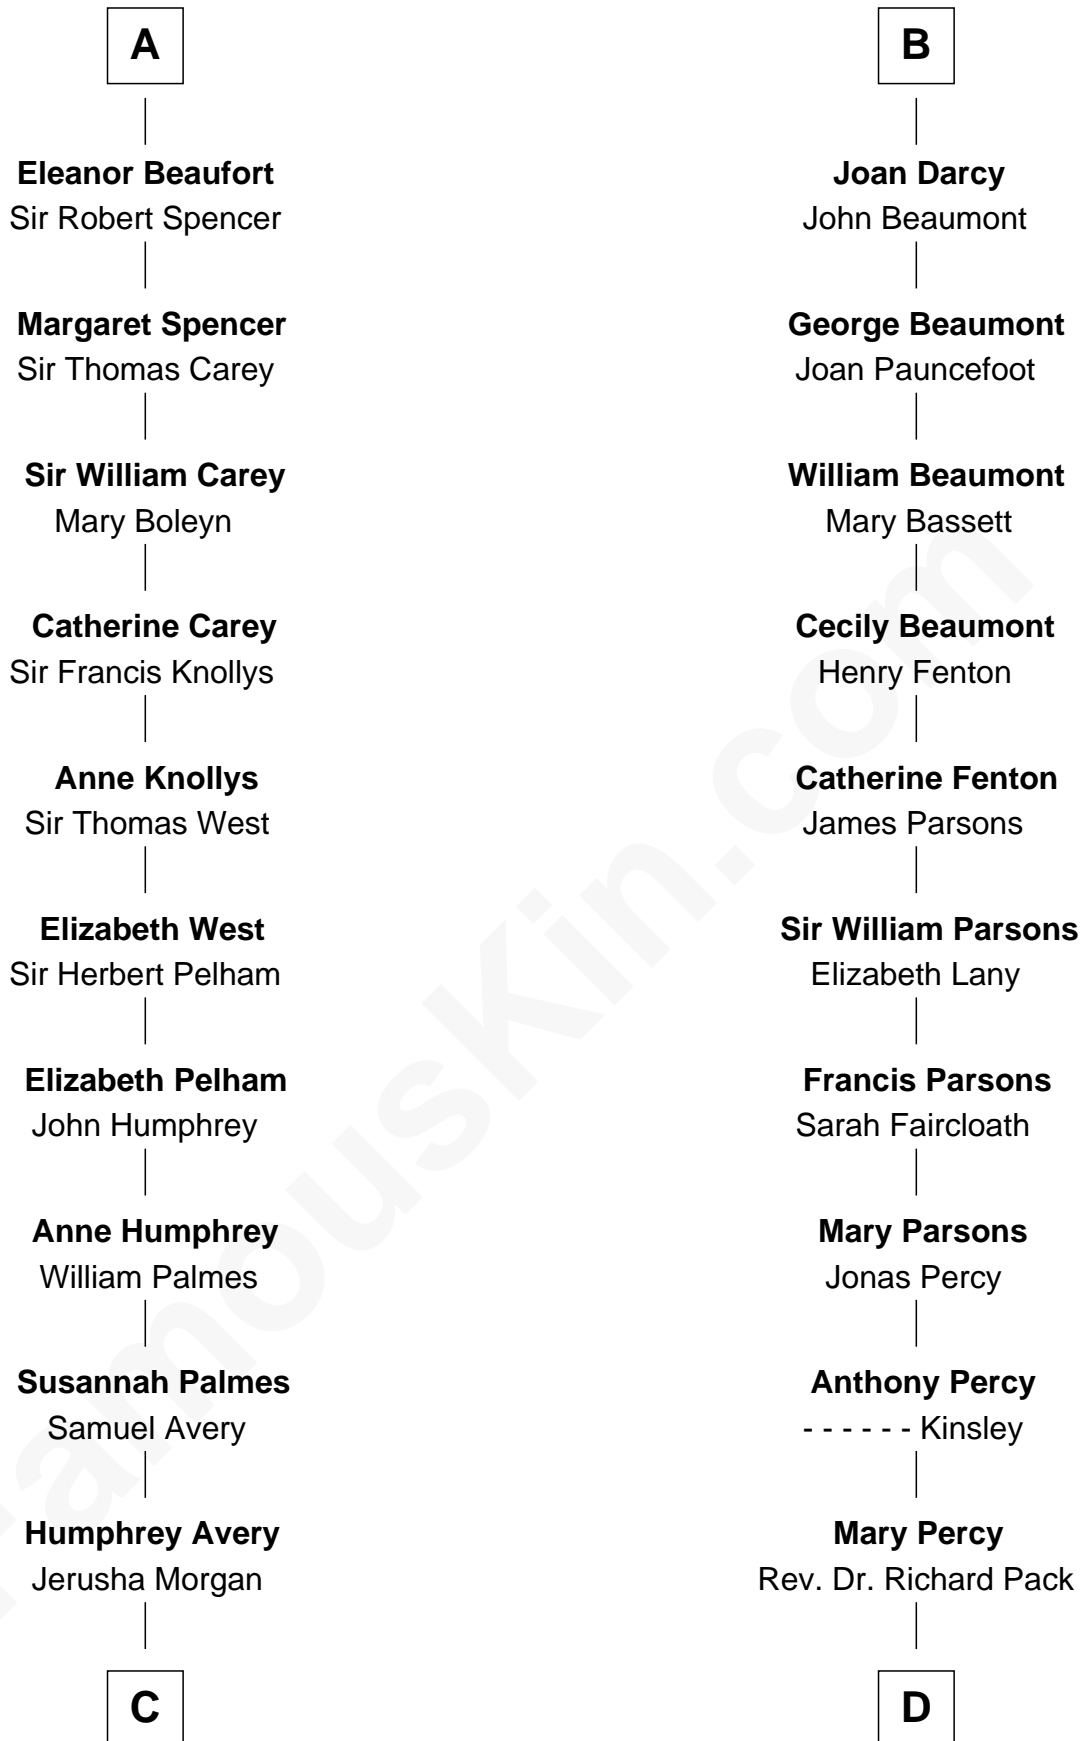 A
Eleanor Beaufort
Sir Robert Spencer
Margaret Spencer
Sir Thomas Carey
Sir William Carey
Mary Boleyn
Catherine Carey
Sir Francis Knollys
Anne Knollys
Sir Thomas West
Elizabeth West
Sir Herbert Pelham
Elizabeth Pelham
John Humphrey
Anne Humphrey
William Palmes
Susannah Palmes
Samuel Avery
Humphrey Avery
Jerusha Morgan
C
B
Joan Darcy
John Beaumont
George Beaumont
Joan Pauncefoot
William Beaumont
Mary Bassett
Cecily Beaumont
Henry Fenton
Catherine Fenton
James Parsons
Sir William Parsons
Elizabeth Lany
Francis Parsons
Sarah Faircloath
Mary Parsons
Jonas Percy
Anthony Percy
- - - - - - Kinsley
Mary Percy
Rev. Dr. Richard Pack
D
FamousKin.com